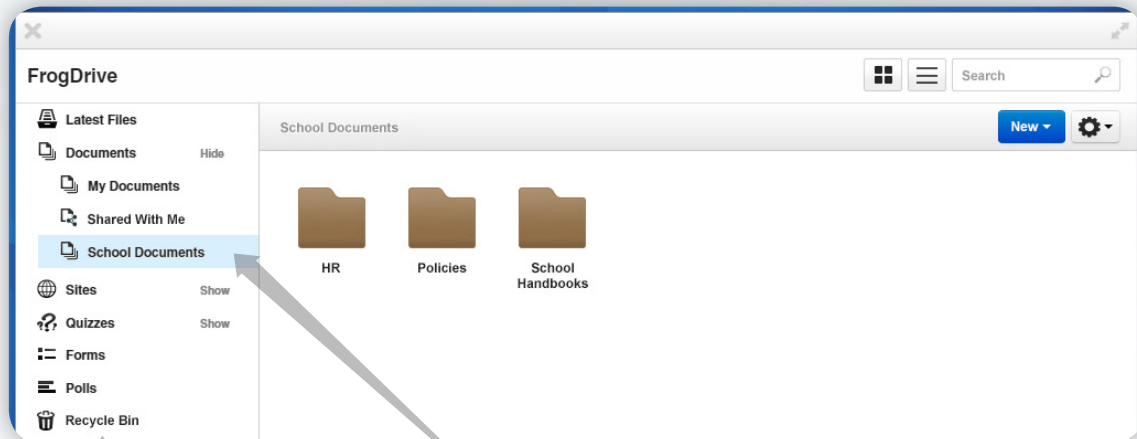 FrogDrive
Search
Latest Files
Documents Hide
My Documents
Shared With Me
School Documents
Sites Show
Quizzes Show
Forms
Polls
Recycle Bin
School Documents
New
HR
Policies
School
Handbooks